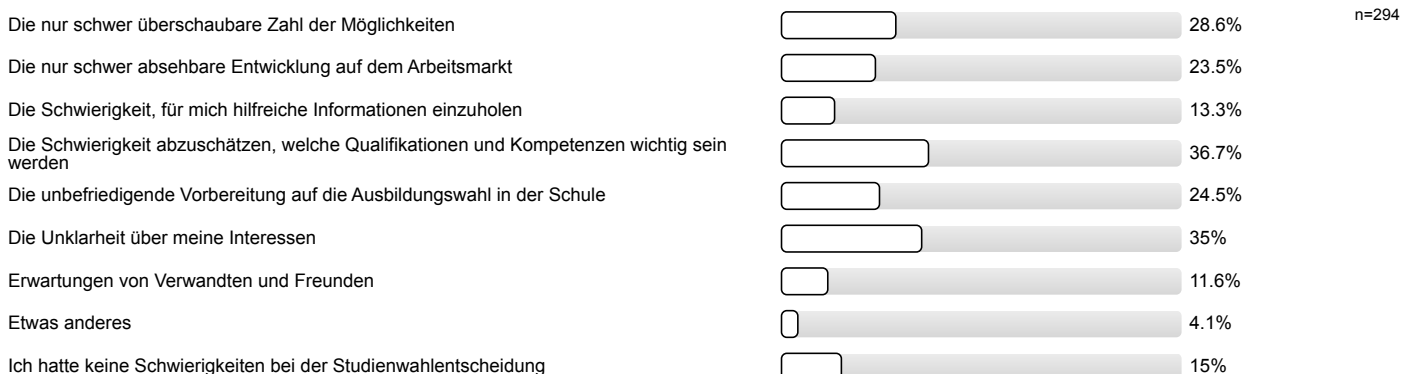 Die nur schwer überschaubare Zahl der Möglichkeiten 28.6% n=294
Die nur schwer absehbare Entwicklung auf dem Arbeitsmarkt 23.5%
Die Schwierigkeit, für mich hilfreiche Informationen einzuholen 13.3%
Die Schwierigkeit abzuschätzen, welche Qualifikationen und Kompetenzen wichtig sein
werden 36.7%
Die unbefriedigende Vorbereitung auf die Ausbildungswahl in der Schule 24.5%
Die Unklarheit über meine Interessen 35%
Erwartungen von Verwandten und Freunden 11.6%
Etwas anderes 4.1%
Ich hatte keine Schwierigkeiten bei der Studienwahlentscheidung 15%